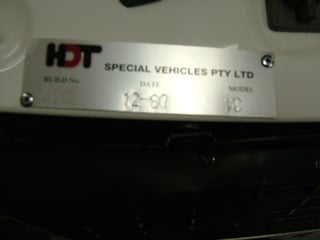 HDT SPECIAL VEHICLES PTY LTD
BUILD No. DATE MODEL
12-80 VC